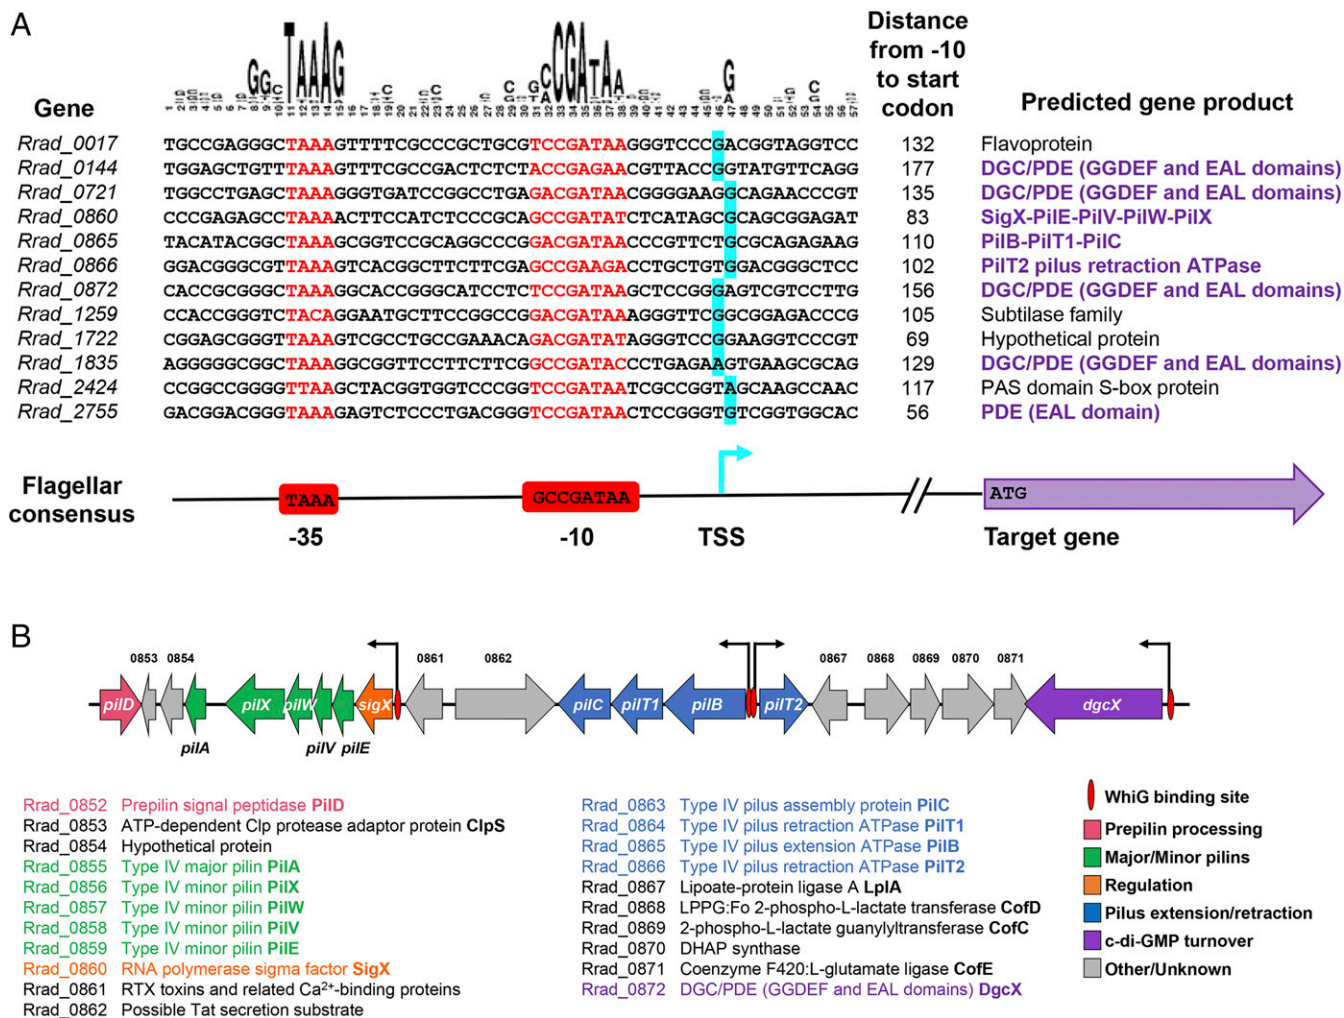 A
Distance
from -10
to start
codon
Gene
Predicted gene product
Rrad_0017 TGCCGAGGGCTAAAGTTTTCGCCCGCTGCGTCCGATAAGGGTCCCGACGGTAGGTCC 132 Flavoprotein
Rrad_0144 TGGAGCTGTTTAAAGTTTCGCCGACTCTCTACCGAGAACGTTACCGGTATGTTCAGG 177 DGC/PDE (GGDEF and EAL domains)
Rrad_0721 TGGCCTGAGCTAAAGGGTGATCCGGCCTGAGACGATAACGGGGAAGGCAGAACCCGT 135 DGC/PDE (GGDEF and EAL domains)
Rrad_0860 CCCGAGAGCCTAAAACTTCCATCTCCCGCAGCCGATATCTCATAGCGCAGCGGAGAT 83 SigX-PilE-PilV-PilW-PilX
Rrad_0865 TACATACGGCTAAAGCGGTCCGCAGGCCCGGACGATAACCCGTTCTGCGCAGAGAAG 110 PilB-PilT1-PilC
Rrad_0866 GGACGGGCGTTAAAGTCACGGCTTCTTCGAGCCGAAGACCTGCTGTGGACGGGCTCC 102 PilT2 pilus retraction ATPase
Rrad_0872 CACCGCGGGCTAAAGGCACCGGGCATCCTCTCCGATAAGCTCCGGGAGTCGTCCTTG 156 DGC/PDE (GGDEF and EAL domains)
Rrad_1259 CCACCGGGTCTACAGGAATGCTTCCGGCCGGACGATAAAGGGTTCGGCGGAGACCCG 105 Subtilase family
Rrad_1722 CGGAGCGGGTTAAAGTCGCCTGCCGAAACAGACGATATAGGGTCCGGAAGGTCCCGT 69 Hypothetical protein
Rrad_1835 AGGGGGCGGCTAAAGGCGGTTCCTTCTTCGGCCGATACCCTGAGAAGTGAAGCGCAG 129 DGC/PDE (GGDEF and EAL domains)
Rrad_2424 CCGGCCGGGGTTAAGCTACGGTGGTCCCGGTCCGATAATCGCCGGTAGCAAGCCAAC 117 PAS domain S-box protein
Rrad_2755 GACGGACGGGTAAAGAGTCTCCCTGACGGGTCCGATAACTCCGGGTGTCGGTGGCAC 56 PDE (EAL domain)
Flagellar
consensus
TAAA
GCCGATAA
ATG
-35
-10
TSS
Target gene
B
0853 0854 0861 0862 0867 0868 0869 0870 0871
pilD pilX pilW sigX pilC pilT1 pilB pilT2 dgcX
pilA pilV pilE
Rrad_0852 Prepilin signal peptidase PilD
Rrad_0853 ATP-dependent Clp protease adaptor protein ClpS
Rrad_0854 Hypothetical protein
Rrad_0855 Type IV major pilin PilA
Rrad_0856 Type IV minor pilin PilX
Rrad_0857 Type IV minor pilin PilW
Rrad_0858 Type IV minor pilin PilV
Rrad_0859 Type IV minor pilin PilE
Rrad_0860 RNA polymerase sigma factor SigX
Rrad_0861 RTX toxins and related Ca²⁺-binding proteins
Rrad_0862 Possible Tat secretion substrate
Rrad_0863 Type IV pilus assembly protein PilC
Rrad_0864 Type IV pilus retraction ATPase PilT1
Rrad_0865 Type IV pilus extension ATPase PilB
Rrad_0866 Type IV pilus retraction ATPase PilT2
Rrad_0867 Lipoate-protein ligase A LplA
Rrad_0868 LPPG:Fo 2-phospho-L-lactate transferase CofD
Rrad_0869 2-phospho-L-lactate guanylyltransferase CofC
Rrad_0870 DHAP synthase
Rrad_0871 Coenzyme F420:L-glutamate ligase CofE
Rrad_0872 DGC/PDE (GGDEF and EAL domains) DgcX
WhiG binding site
Prepilin processing
Major/Minor pilins
Regulation
Pilus extension/retraction
c-di-GMP turnover
Other/Unknown